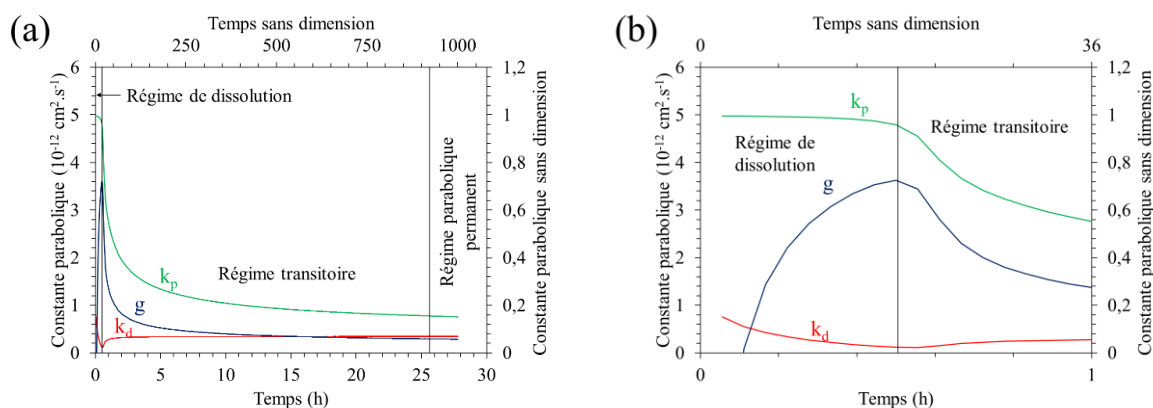 (a)
Temps sans dimension
0 250 500 750 1000
Constante parabolique (10⁻¹² cm².s⁻¹)
6
5
4
3
2
1
0
Régime de dissolution
k_p
g
k_d
Régime transitoire
Régime parabolique
permanent
1,2
1
0,8
0,6
0,4
0,2
0
Constante parabolique sans dimension
0 5 10 15 20 25 30
Temps (h)
(b)
Temps sans dimension
0 36
Constante parabolique (10⁻¹² cm².s⁻¹)
6
5
4
3
2
1
0
k_p
Régime de
dissolution
Régime transitoire
g
k_d
1,2
1
0,8
0,6
0,4
0,2
0
Constante parabolique sans dimension
0 1
Temps (h)